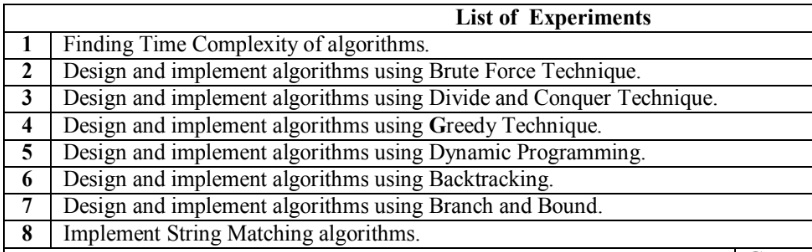 List of Experiments
1 Finding Time Complexity of algorithms.
2 Design and implement algorithms using Brute Force Technique.
3 Design and implement algorithms using Divide and Conquer Technique.
4 Design and implement algorithms using Greedy Technique.
5 Design and implement algorithms using Dynamic Programming.
6 Design and implement algorithms using Backtracking.
7 Design and implement algorithms using Branch and Bound.
8 Implement String Matching algorithms.